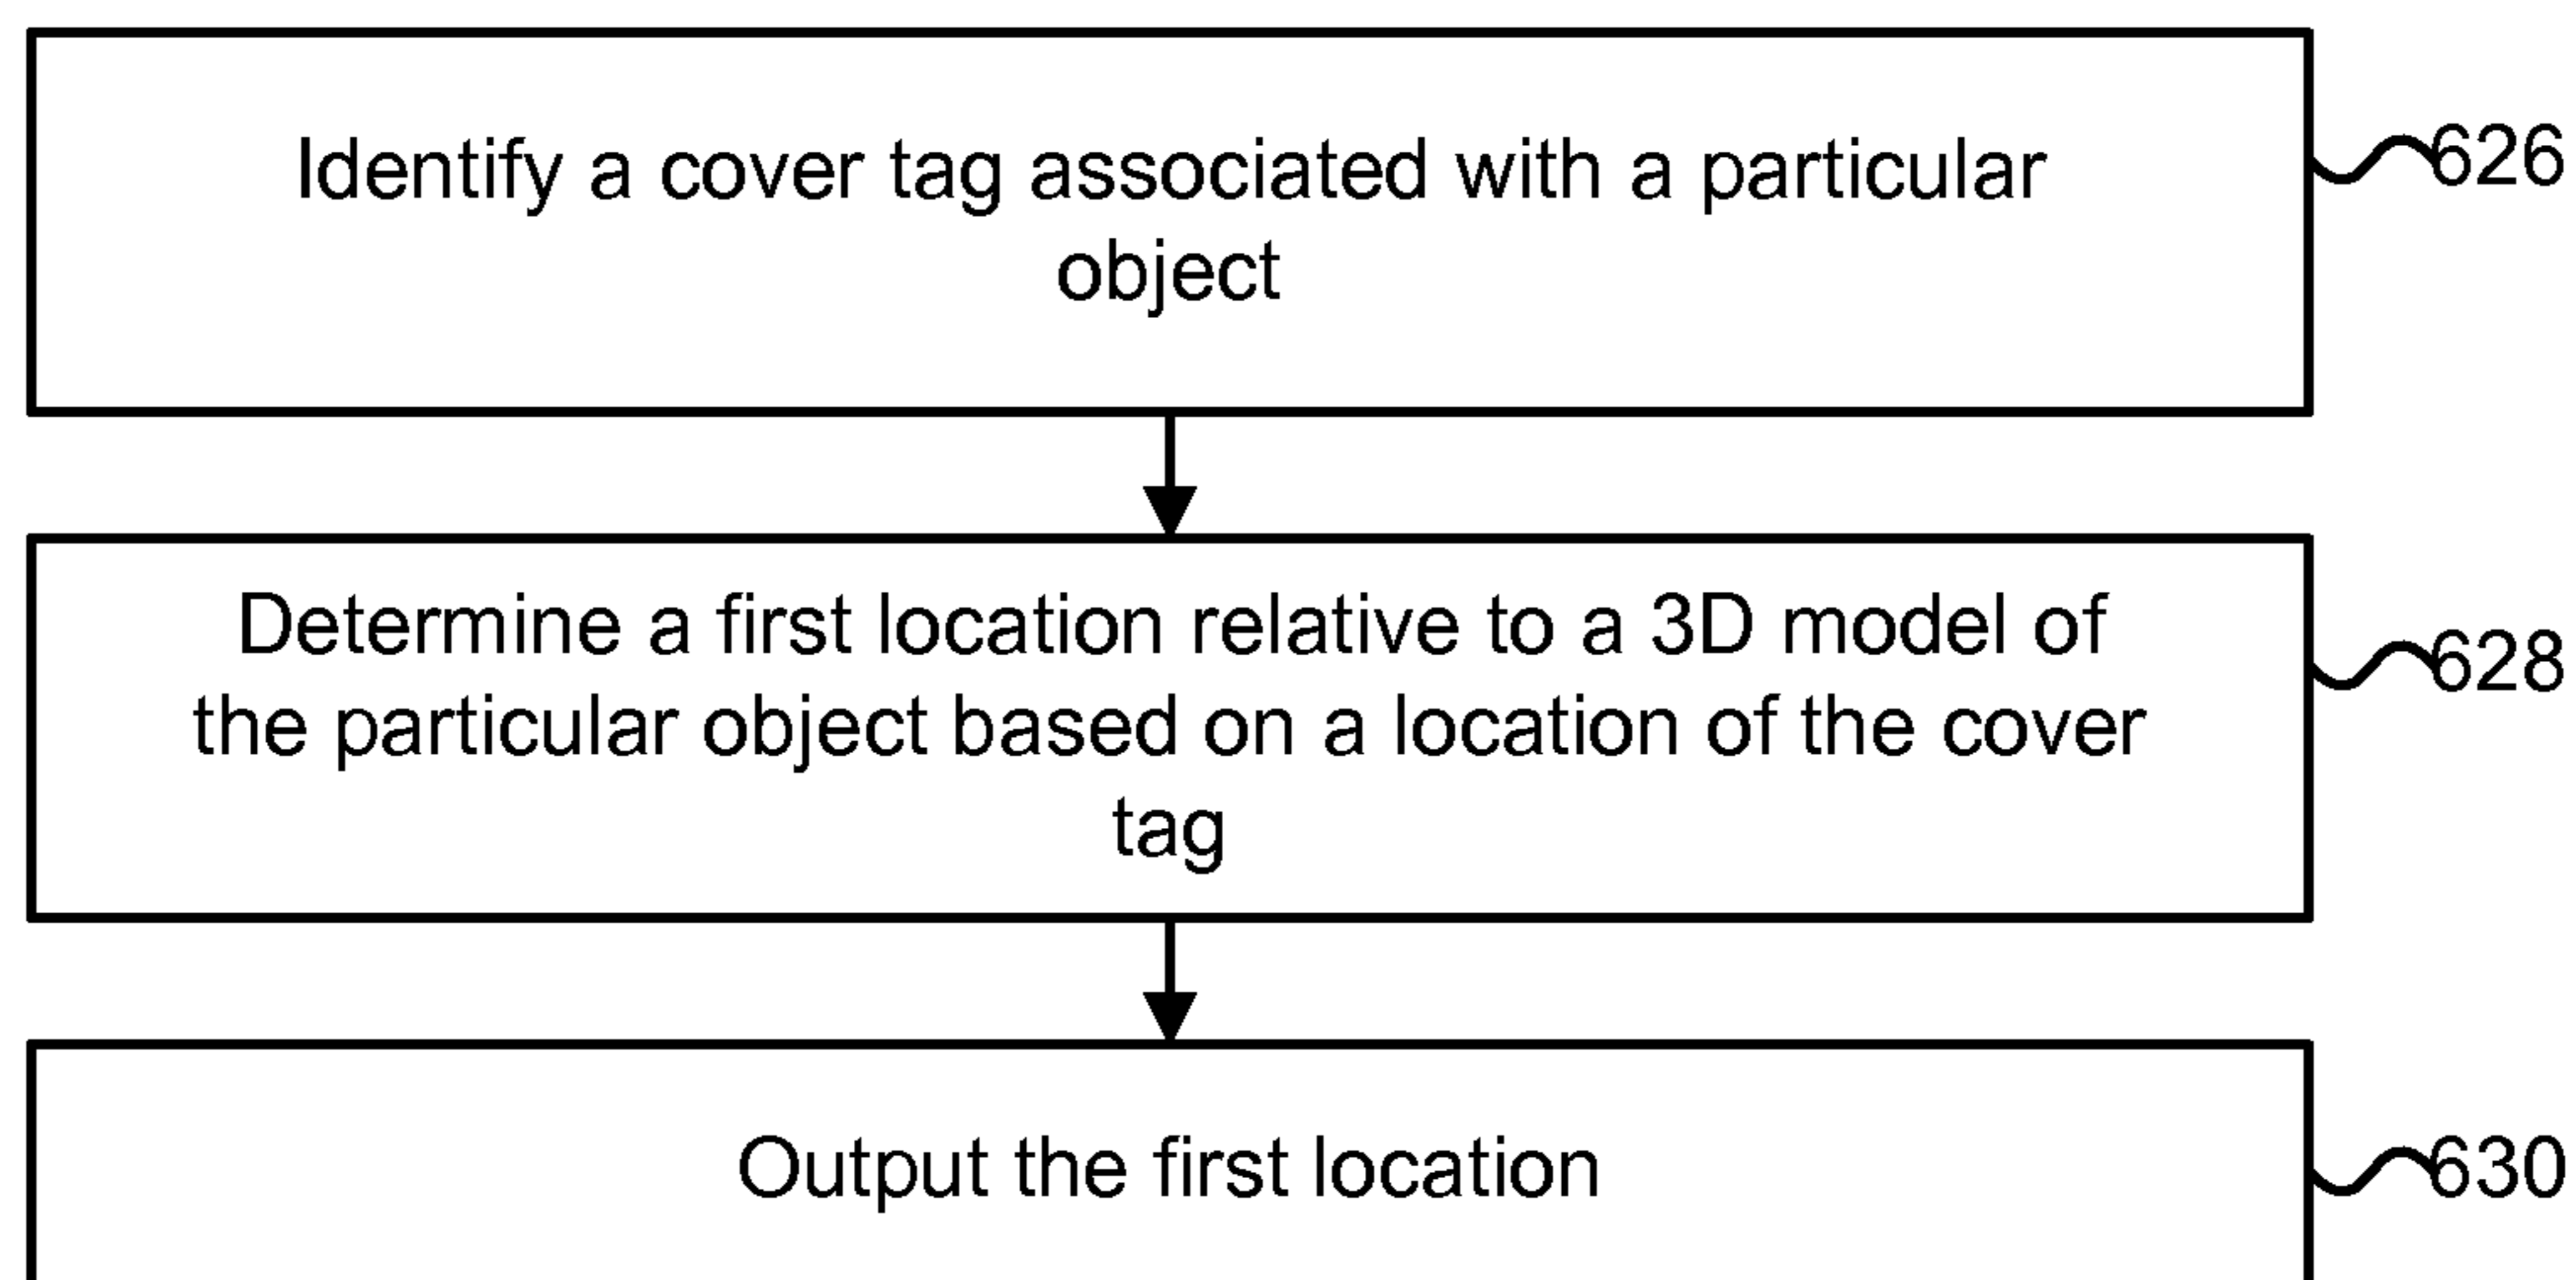 Identify a cover tag associated with a particular
object
626
Determine a first location relative to a 3D model of
the particular object based on a location of the cover
tag
628
Output the first location
630